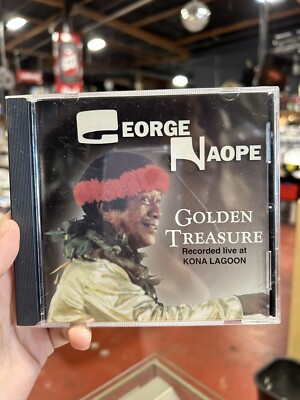 GEORGE
NAOPE
GOLDEN
TREASURE
Recorded live at
KONA LAGOON